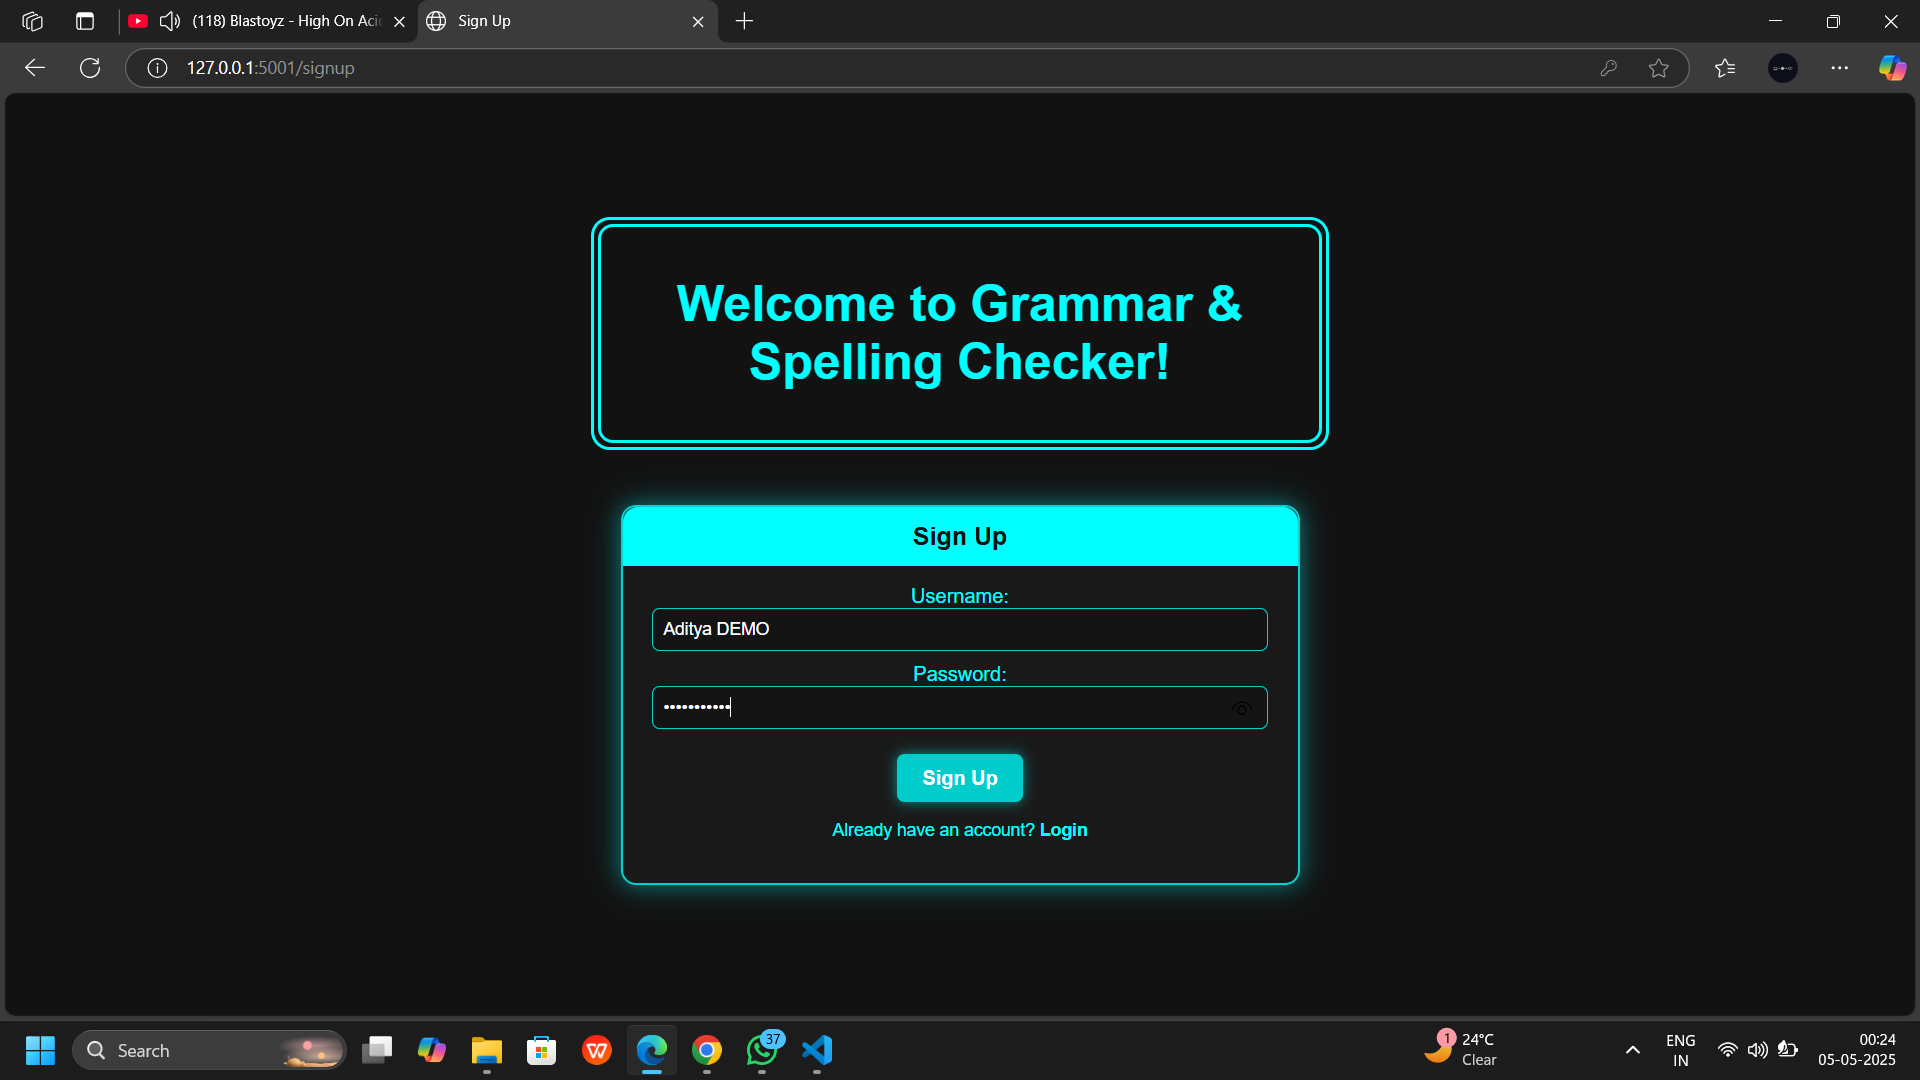 (118) Blastoyz - High On Aci
Sign Up
127.0.0.1:5001/signup
Welcome to Grammar &
Spelling Checker!
Sign Up
Username:
Aditya DEMO
Password:
•••••••••••
Sign Up
Already have an account? Login
Search
37
1
24°C
Clear
ENG
IN
00:24
05-05-2025